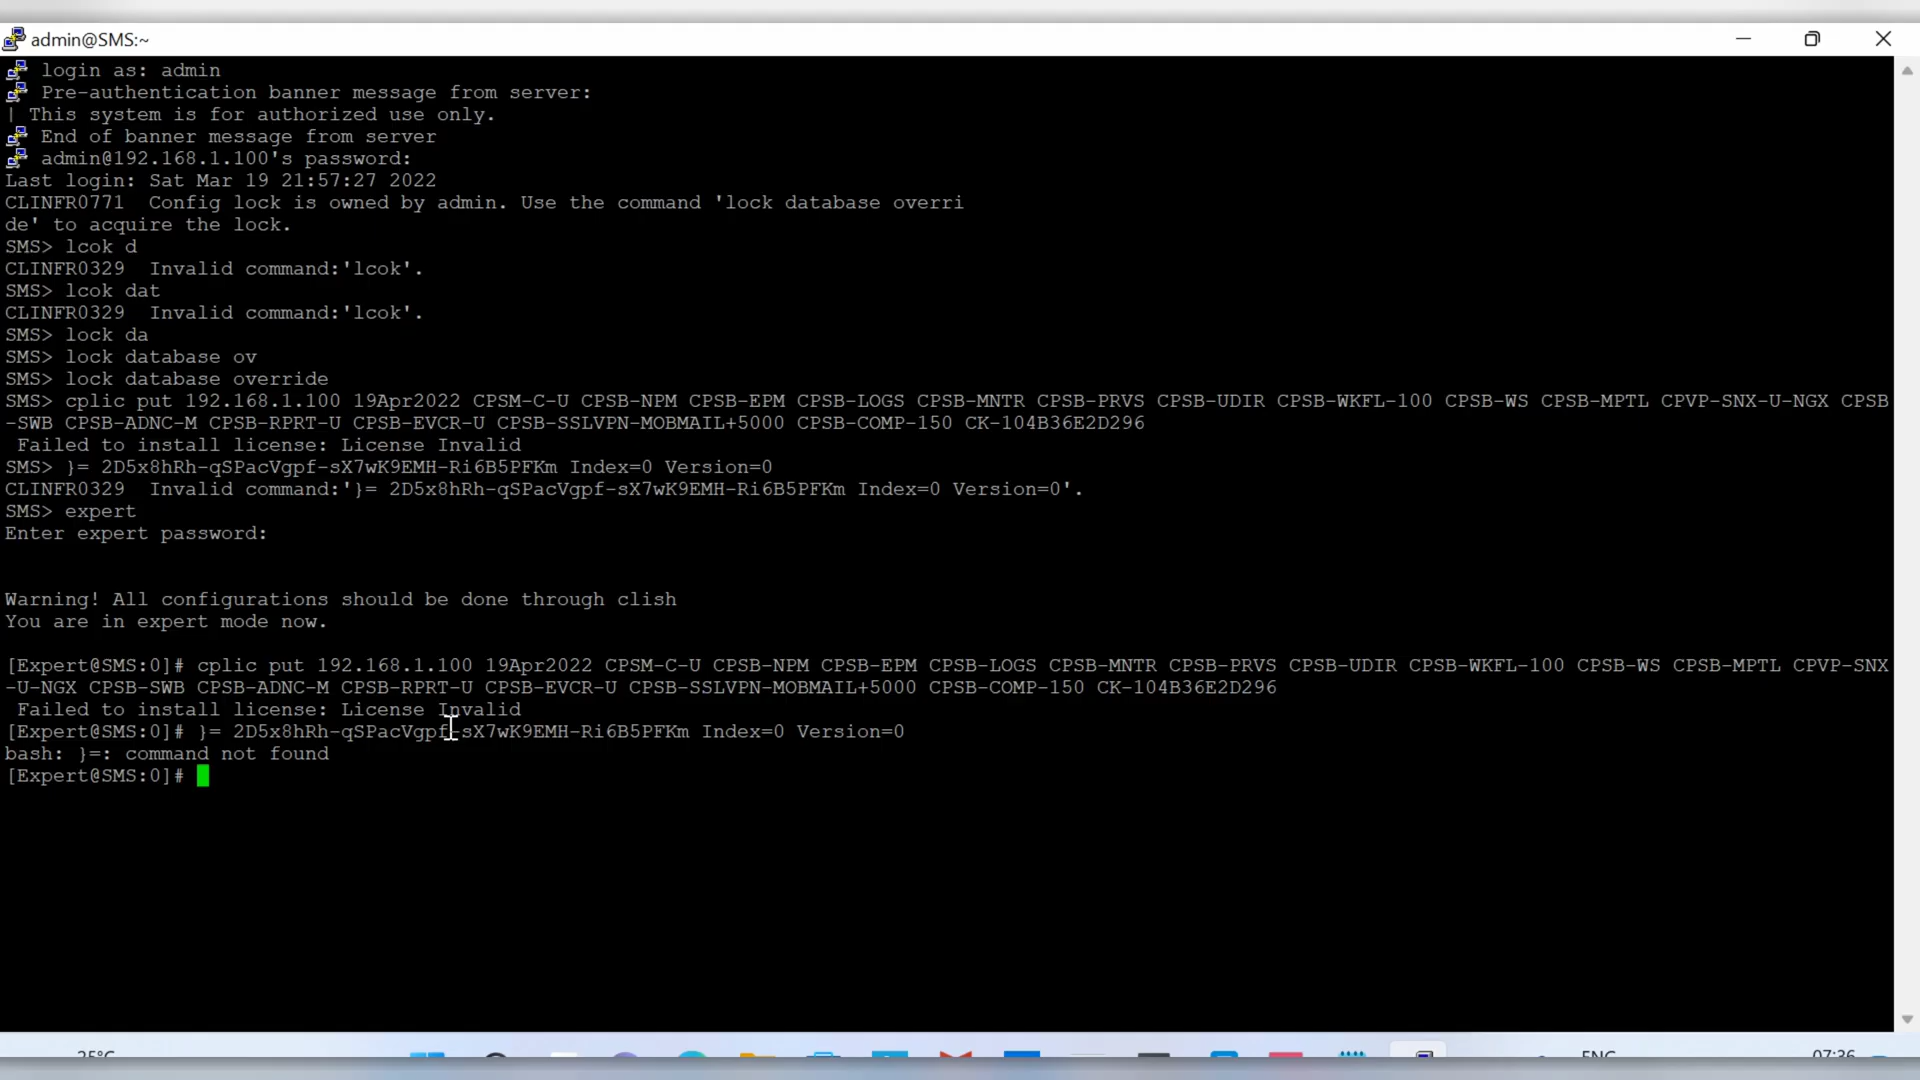 admin@SMS:~
login as: admin
Pre-authentication banner message from server:
| This system is for authorized use only.
End of banner message from server
admin@192.168.1.100's password:
Last login: Sat Mar 19 21:57:27 2022
CLINFR0771  Config lock is owned by admin. Use the command 'lock database overri
de' to acquire the lock.
SMS> lcok d
CLINFR0329  Invalid command:'lcok'.
SMS> lcok dat
CLINFR0329  Invalid command:'lcok'.
SMS> lock da
SMS> lock database ov
SMS> lock database override
SMS> cplic put 192.168.1.100 19Apr2022 CPSM-C-U CPSB-NPM CPSB-EPM CPSB-LOGS CPSB-MNTR CPSB-PRVS CPSB-UDIR CPSB-WKFL-100 CPSB-WS CPSB-MPTL CPVP-SNX-U-NGX CPSB
-SWB CPSB-ADNC-M CPSB-RPRT-U CPSB-EVCR-U CPSB-SSLVPN-MOBMAIL+5000 CPSB-COMP-150 CK-104B36E2D296
Failed to install license: License Invalid
SMS> }= 2D5x8hRh-qSPacVgpf-sX7wK9EMH-Ri6B5PFKm Index=0 Version=0
CLINFR0329  Invalid command:'}= 2D5x8hRh-qSPacVgpf-sX7wK9EMH-Ri6B5PFKm Index=0 Version=0'.
SMS> expert
Enter expert password:
Warning! All configurations should be done through clish
You are in expert mode now.
[Expert@SMS:0]# cplic put 192.168.1.100 19Apr2022 CPSM-C-U CPSB-NPM CPSB-EPM CPSB-LOGS CPSB-MNTR CPSB-PRVS CPSB-UDIR CPSB-WKFL-100 CPSB-WS CPSB-MPTL CPVP-SNX
-U-NGX CPSB-SWB CPSB-ADNC-M CPSB-RPRT-U CPSB-EVCR-U CPSB-SSLVPN-MOBMAIL+5000 CPSB-COMP-150 CK-104B36E2D296
Failed to install license: License Invalid
[Expert@SMS:0]# }= 2D5x8hRh-qSPacVgpf-sX7wK9EMH-Ri6B5PFKm Index=0 Version=0
bash: }=: command not found
[Expert@SMS:0]#
25°C ENG 07:36